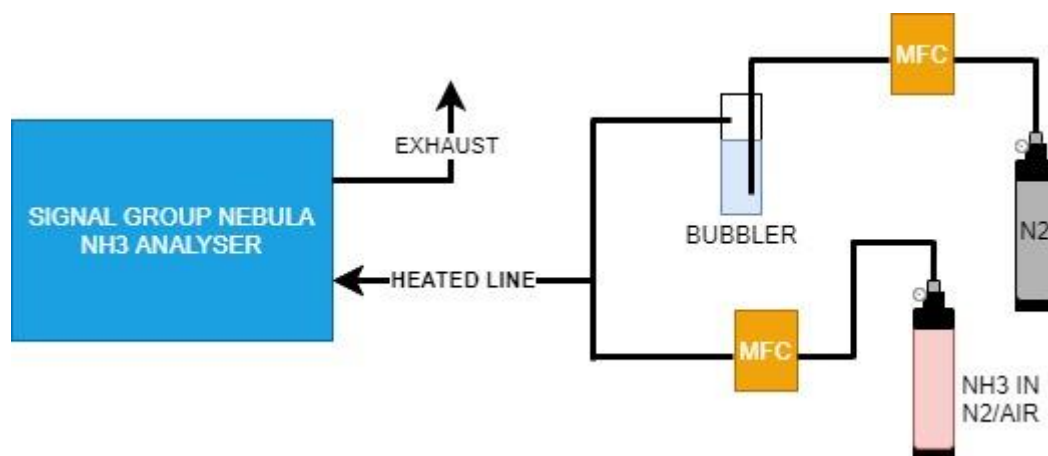 MFC
EXHAUST
SIGNAL GROUP NEBULA
NH3 ANALYSER
BUBBLER
N2
HEATED LINE
MFC
NH3 IN
N2/AIR